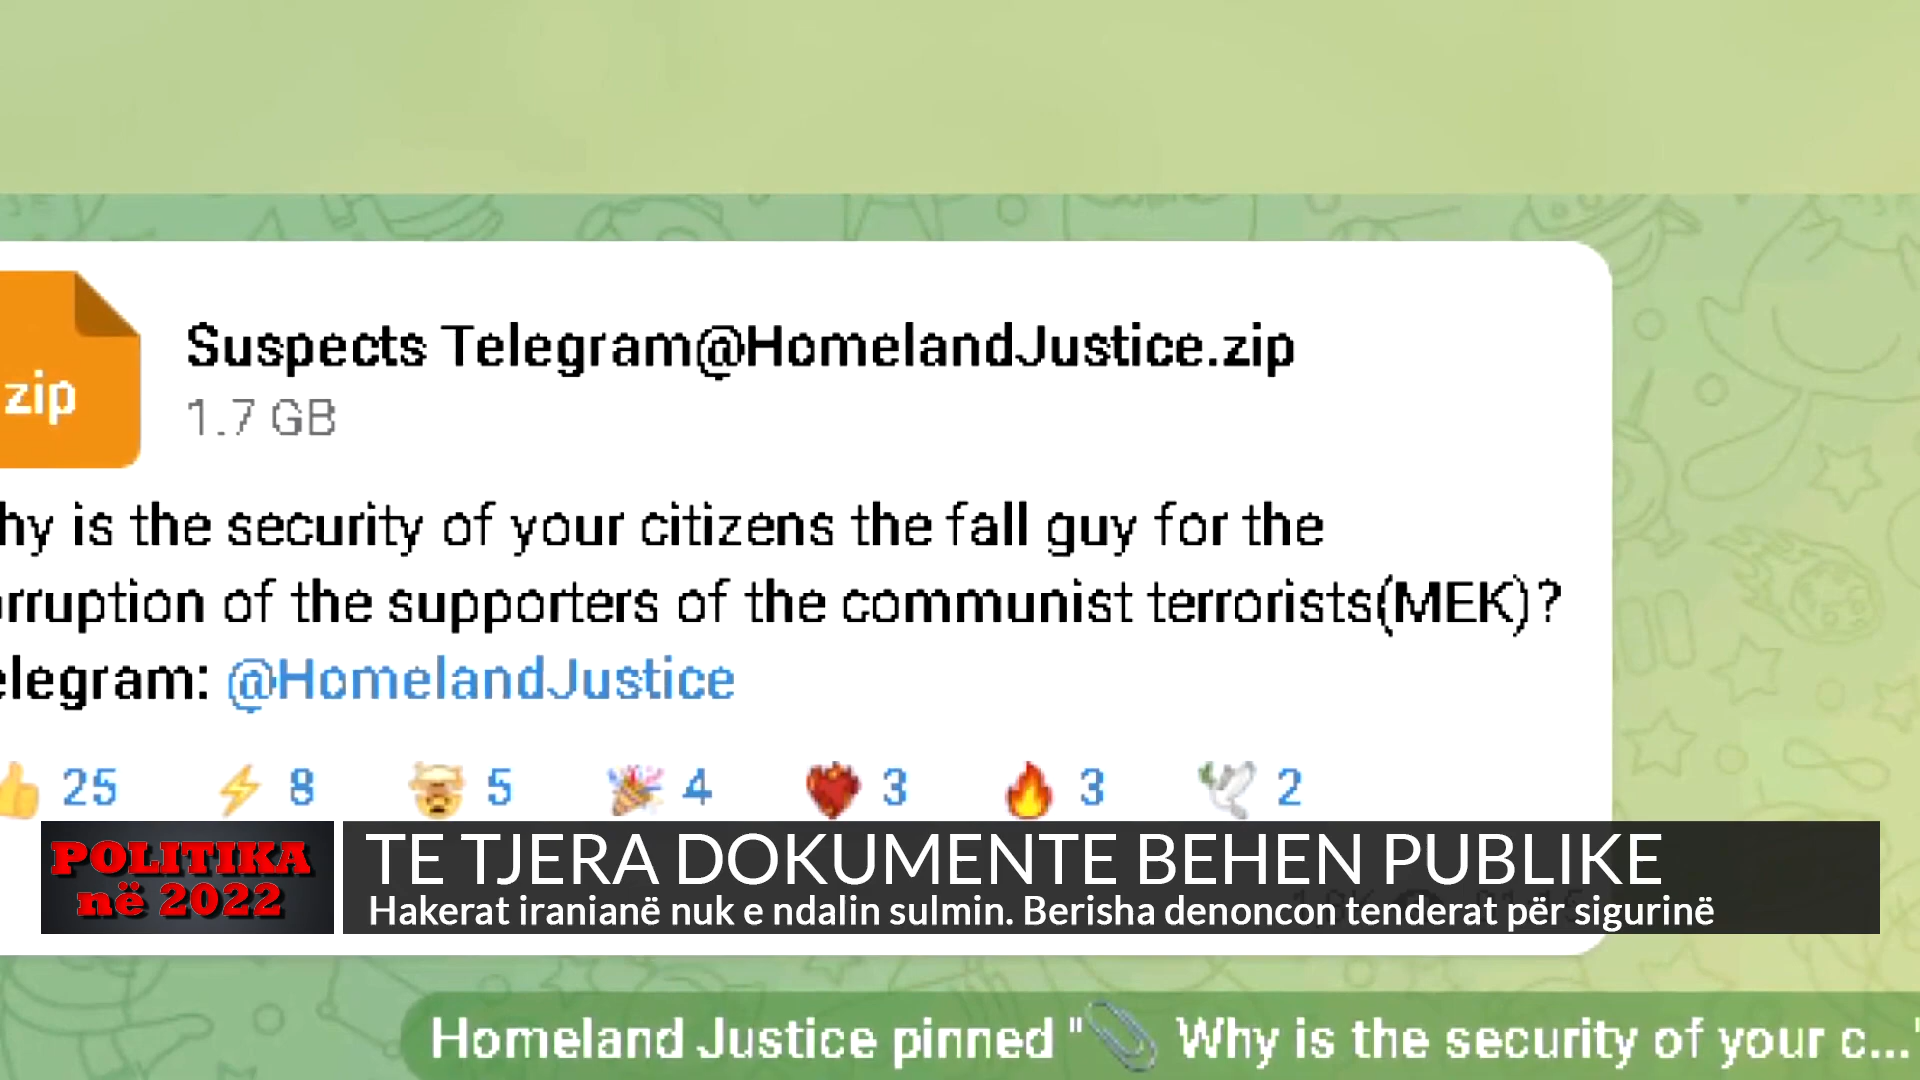 zip
Suspects Telegram@HomelandJustice.zip
1.7 GB
hy is the security of your citizens the fall guy for the
rruption of the supporters of the communist terrorists(MEK)?
elegram: @HomelandJustice
25 8 5 4 3 3 2
POLITIKA
në 2022
TE TJERA DOKUMENTE BEHEN PUBLIKE
Hakerat iranianë nuk e ndalin sulmin. Berisha denoncon tenderat për sigurinë
Homeland Justice pinned "📎 Why is the security of your c..."